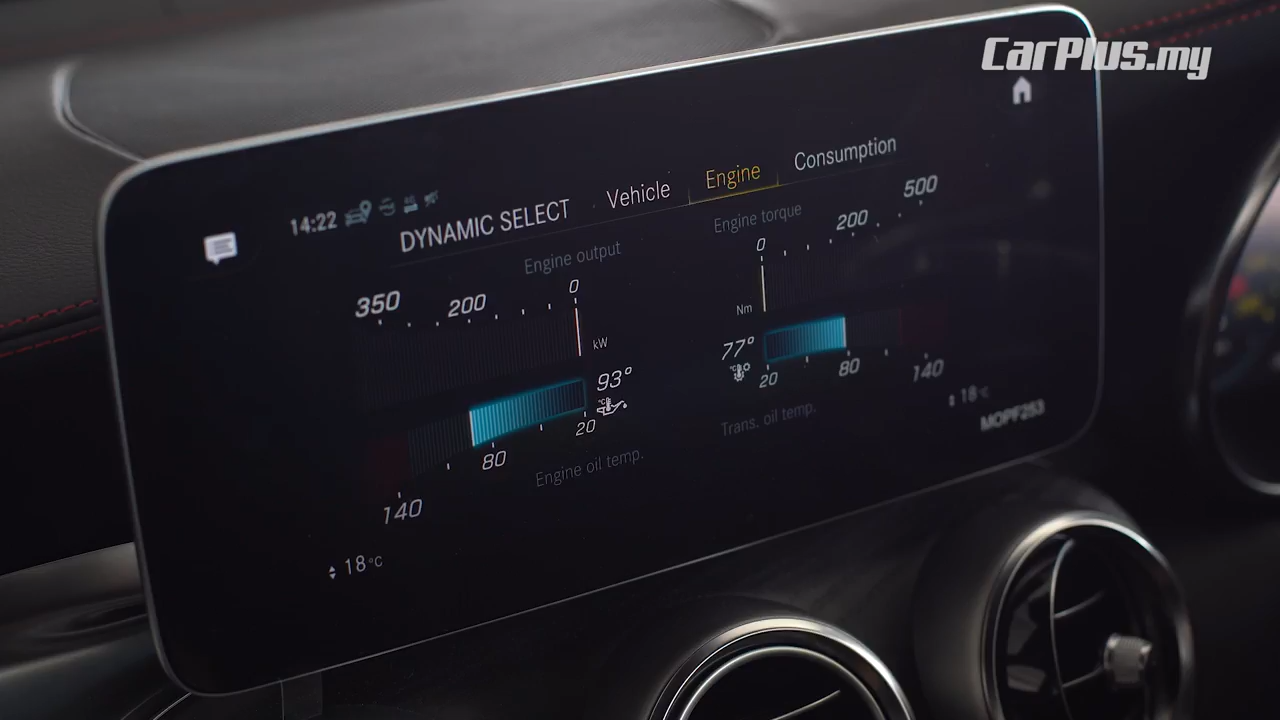 CarPlus.my
14:22
DYNAMIC SELECT Vehicle Engine Consumption
Engine output
350 200 0
kW
93°
°C
20
80
140
Engine oil temp.
Engine torque
0 200 500
Nm
77°
°C
20 80 140
Trans. oil temp.
18°C
18°C
MOPF253